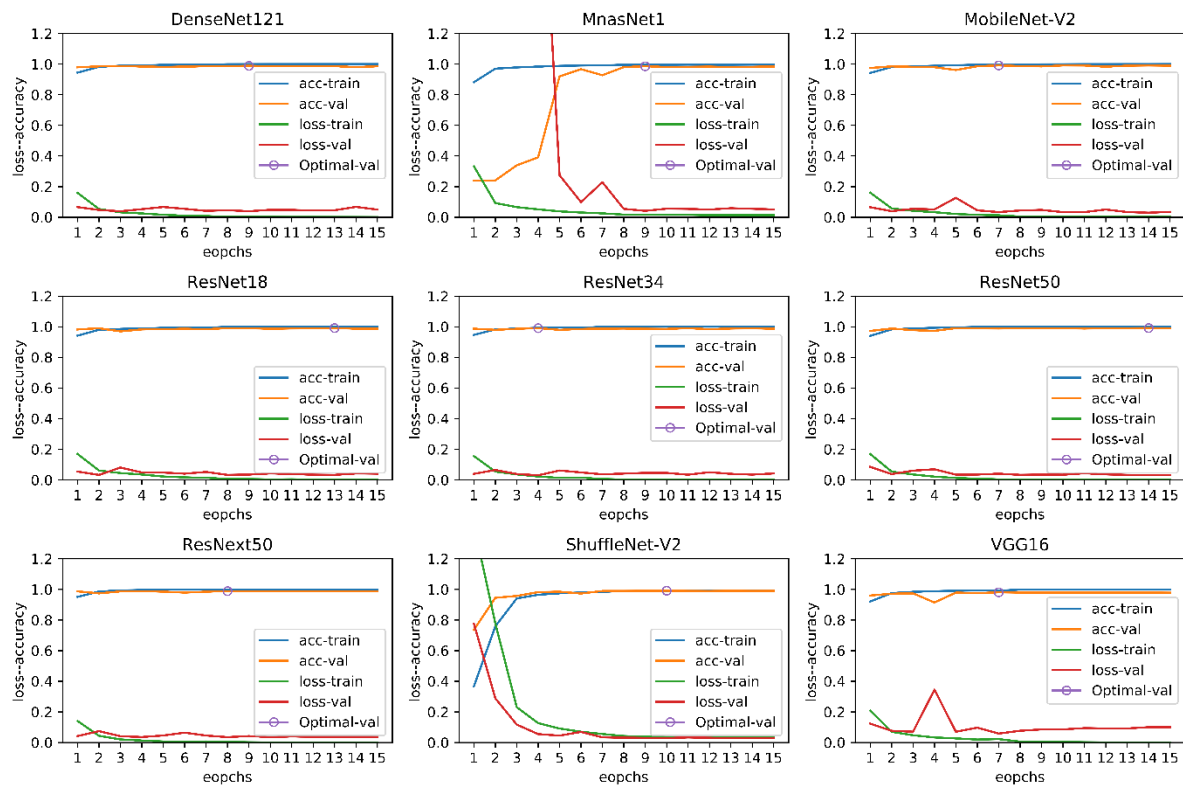 DenseNet121
1.2
1.0
0.8
0.6
0.4
0.2
0.0
loss--accuracy
acc-train
acc-val
loss-train
loss-val
Optimal-val
1 2 3 4 5 6 7 8 9 10 11 12 13 14 15
eopchs
MnasNet1
1.2
1.0
0.8
0.6
0.4
0.2
0.0
loss--accuracy
acc-train
acc-val
loss-train
loss-val
Optimal-val
1 2 3 4 5 6 7 8 9 10 11 12 13 14 15
eopchs
MobileNet-V2
1.2
1.0
0.8
0.6
0.4
0.2
0.0
loss--accuracy
acc-train
acc-val
loss-train
loss-val
Optimal-val
1 2 3 4 5 6 7 8 9 10 11 12 13 14 15
eopchs
ResNet18
1.2
1.0
0.8
0.6
0.4
0.2
0.0
loss--accuracy
acc-train
acc-val
loss-train
loss-val
Optimal-val
1 2 3 4 5 6 7 8 9 10 11 12 13 14 15
eopchs
ResNet34
1.2
1.0
0.8
0.6
0.4
0.2
0.0
loss--accuracy
acc-train
acc-val
loss-train
loss-val
Optimal-val
1 2 3 4 5 6 7 8 9 10 11 12 13 14 15
eopchs
ResNet50
1.2
1.0
0.8
0.6
0.4
0.2
0.0
loss--accuracy
acc-train
acc-val
loss-train
loss-val
Optimal-val
1 2 3 4 5 6 7 8 9 10 11 12 13 14 15
eopchs
ResNext50
1.2
1.0
0.8
0.6
0.4
0.2
0.0
loss--accuracy
acc-train
acc-val
loss-train
loss-val
Optimal-val
1 2 3 4 5 6 7 8 9 10 11 12 13 14 15
eopchs
ShuffleNet-V2
1.2
1.0
0.8
0.6
0.4
0.2
0.0
loss--accuracy
acc-train
acc-val
loss-train
loss-val
Optimal-val
1 2 3 4 5 6 7 8 9 10 11 12 13 14 15
eopchs
VGG16
1.2
1.0
0.8
0.6
0.4
0.2
0.0
loss--accuracy
acc-train
acc-val
loss-train
loss-val
Optimal-val
1 2 3 4 5 6 7 8 9 10 11 12 13 14 15
eopchs